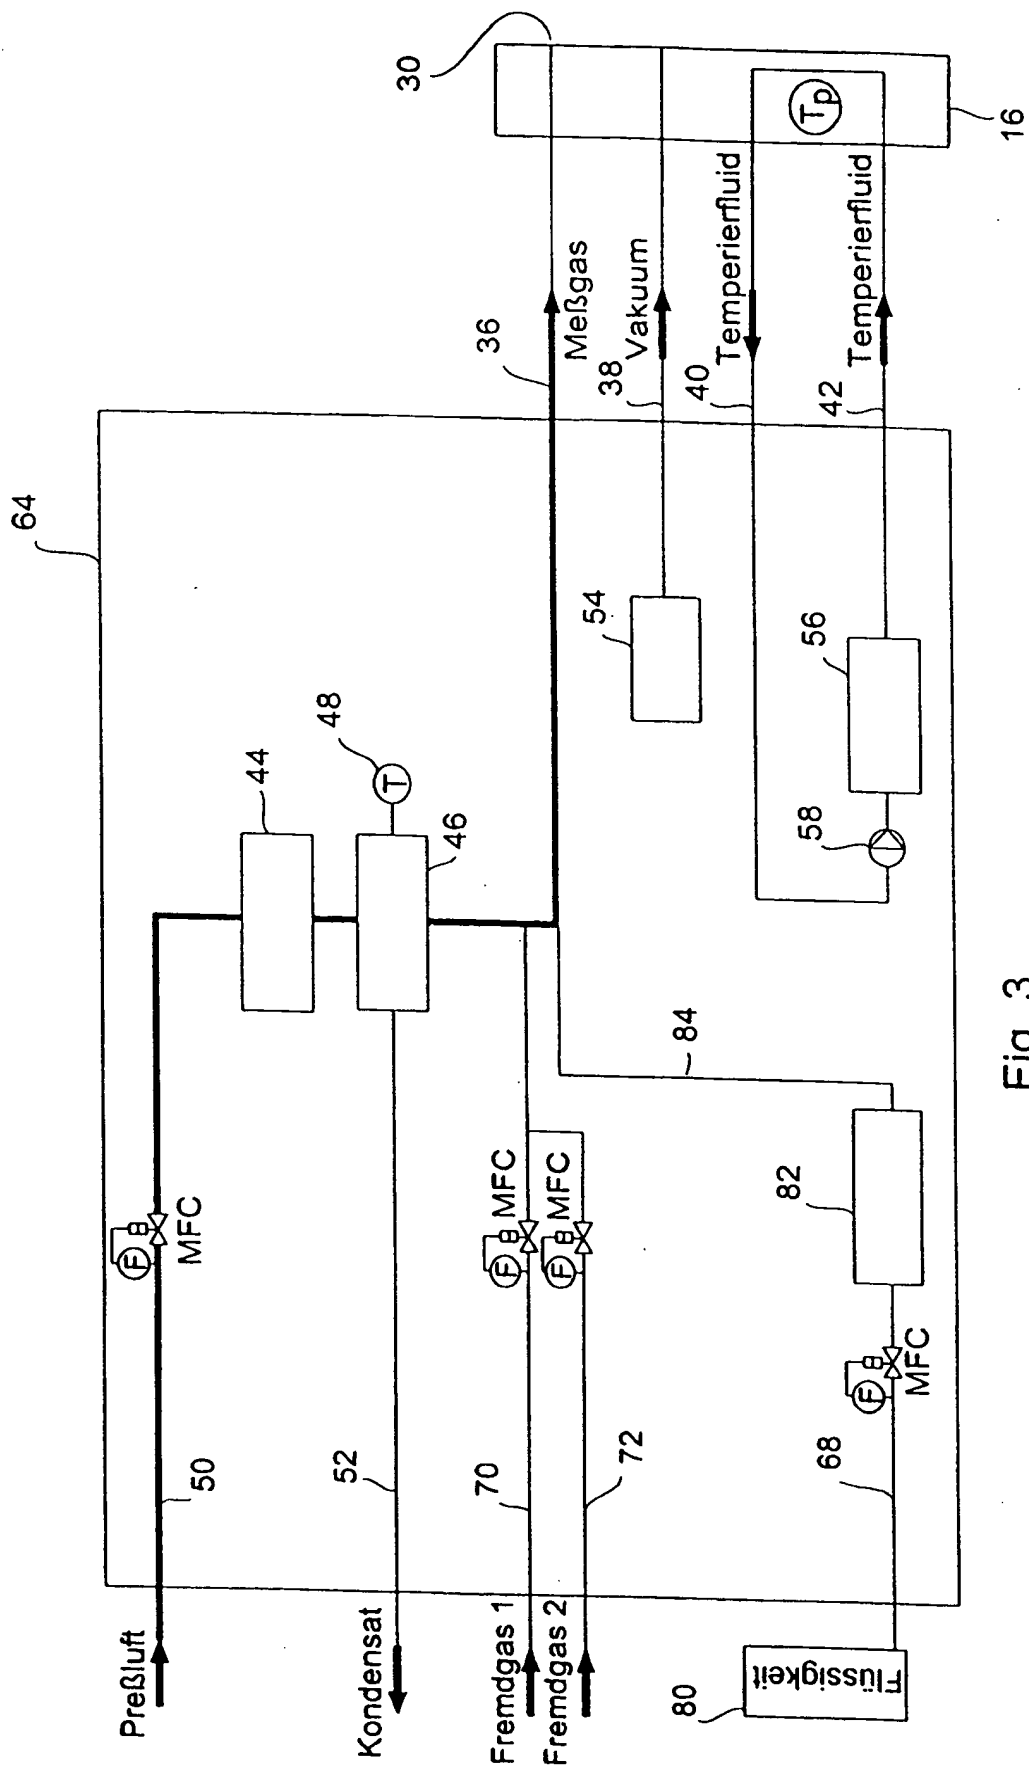 64
Preßluft
50
F
MFC
44
T
48
46
Kondensat
52
36
Meßgas
30
Fremdgas 1
70
F
MFC
Fremdgas 2
72
F
MFC
54
38
Vakuum
84
40
Temperierfluid
Tp
16
80
Flüssigkeit
68
F
MFC
82
58
56
42
Temperierfluid
Fig. 3